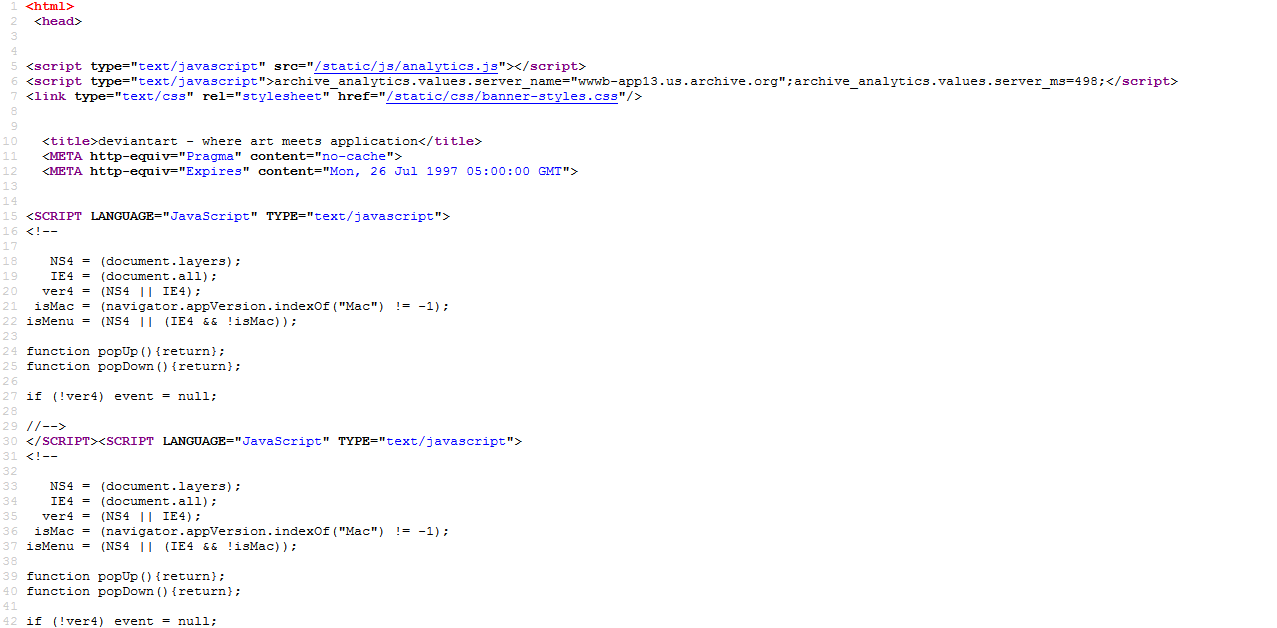 1 <html>
2 <head>
3
4
5 <script type="text/javascript" src="/static/js/analytics.js"></script>
6 <script type="text/javascript">archive_analytics.values.server_name="wwwb-app13.us.archive.org";archive_analytics.values.server_ms=498;</script>
7 <link type="text/css" rel="stylesheet" href="/static/css/banner-styles.css"/>
8
9
10 <title>deviantart - where art meets application</title>
11 <META http-equiv="Pragma" content="no-cache">
12 <META http-equiv="Expires" content="Mon, 26 Jul 1997 05:00:00 GMT">
13
14
15 <SCRIPT LANGUAGE="JavaScript" TYPE="text/javascript">
16 <!--
17
18 NS4 = (document.layers);
19 IE4 = (document.all);
20 ver4 = (NS4 || IE4);
21 isMac = (navigator.appVersion.indexOf("Mac") != -1);
22 isMenu = (NS4 || (IE4 && !isMac));
23
24 function popUp(){return};
25 function popDown(){return};
26
27 if (!ver4) event = null;
28
29 //-->
30 </SCRIPT><SCRIPT LANGUAGE="JavaScript" TYPE="text/javascript">
31 <!--
32
33 NS4 = (document.layers);
34 IE4 = (document.all);
35 ver4 = (NS4 || IE4);
36 isMac = (navigator.appVersion.indexOf("Mac") != -1);
37 isMenu = (NS4 || (IE4 && !isMac));
38
39 function popUp(){return};
40 function popDown(){return};
41
42 if (!ver4) event = null;